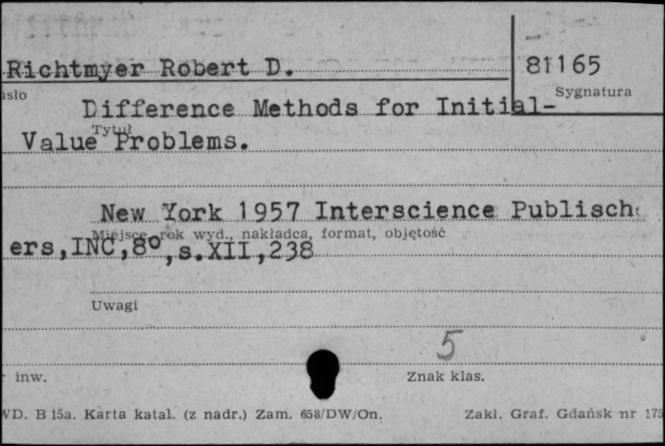 Richtmyer Robert D.
81165
Sygnatura
Difference Methods for Initial-
Tytuł
Value Problems.
New York 1957 Interscience Publisch
Miejsce, rok wyd., nakładca, format, objętość
ers,INC,8°,s.XII,238
Uwagi
5
inw.
Znak klas.
B 15a. Karta katal. (z nadr.) Zam. 658/DW/On.
Zakł. Graf. Gdańsk nr 175